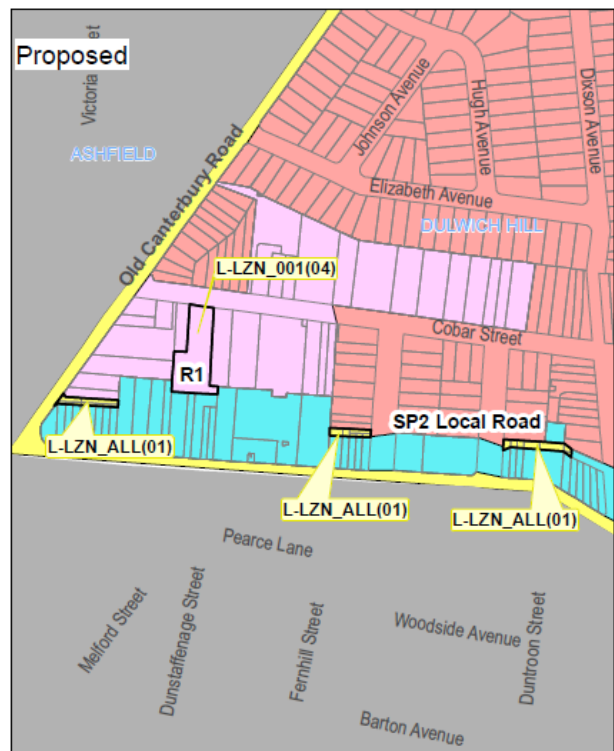 Proposed
Victoria Street
ASHFIELD
Old Canterbury Road
Johnson Avenue
Hugh Avenue
Dixson Avenue
Elizabeth Avenue
DULWICH HILL
L-LZN_001(04)
Cobar Street
R1
SP2 Local Road
L-LZN_ALL(01)
L-LZN_ALL(01)
L-LZN_ALL(01)
Pearce Lane
Melford Street
Dunstaffenage Street
Fernhill Street
Woodside Avenue
Duntroon Street
Barton Avenue